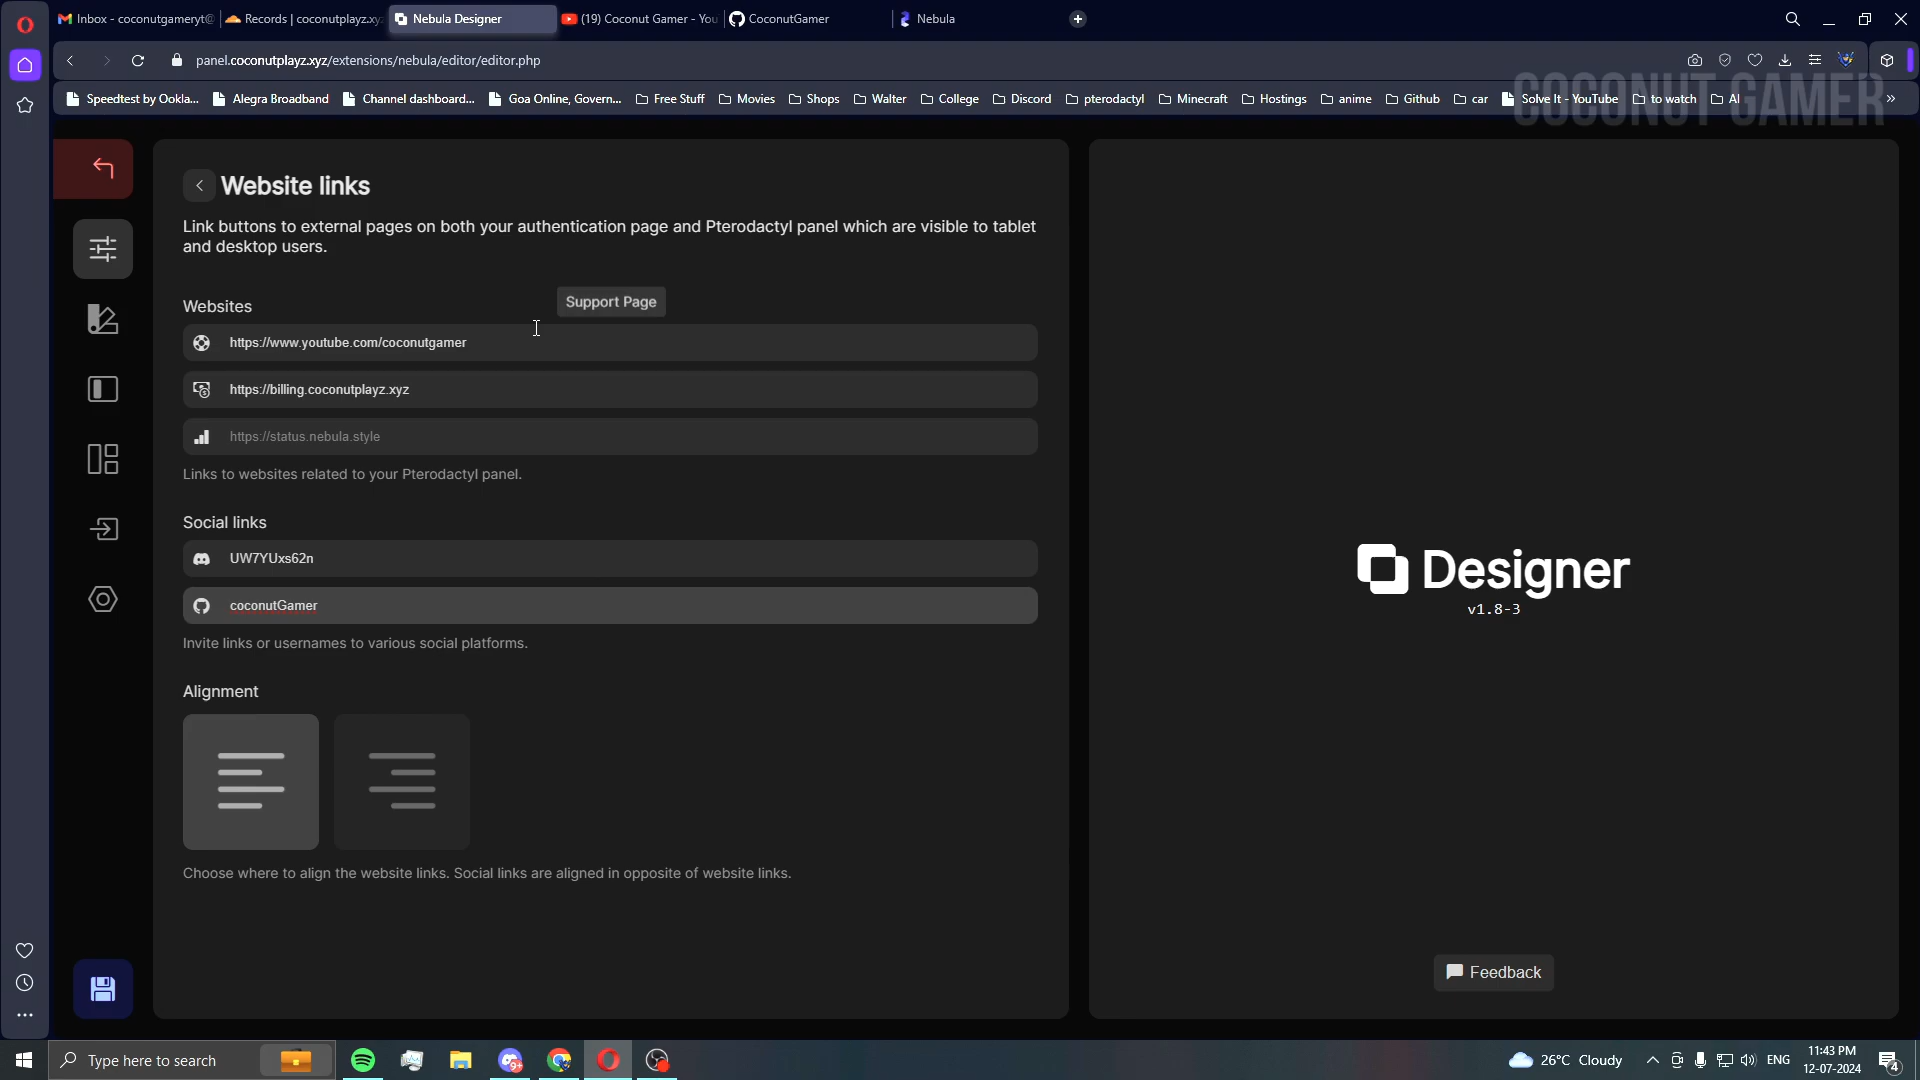 Inbox - coconutgameryt@
Records | coconutplayz.xyz
Nebula Designer
(19) Coconut Gamer - You
CoconutGamer
Nebula
panel.coconutplayz.xyz/extensions/nebula/editor/editor.php
Speedtest by Ookla...
Alegra Broadband
Channel dashboard...
Goa Online, Govern...
Free Stuff
Movies
Shops
Walter
College
Discord
pterodactyl
Minecraft
Hostings
anime
Github
car
Solve It - YouTube
to watch
AI
COCONUT GAMER
Website links
Link buttons to external pages on both your authentication page and Pterodactyl panel which are visible to tablet
and desktop users.
Websites
Support Page
https://www.youtube.com/coconutgamer
https://billing.coconutplayz.xyz
https://status.nebula.style
Links to websites related to your Pterodactyl panel.
Social links
UW7YUxs62n
coconutGamer
Invite links or usernames to various social platforms.
Alignment
Choose where to align the website links. Social links are aligned in opposite of website links.
Designer
v1.8-3
Feedback
Type here to search
9+
26°C Cloudy
ENG
11:43 PM
12-07-2024
4